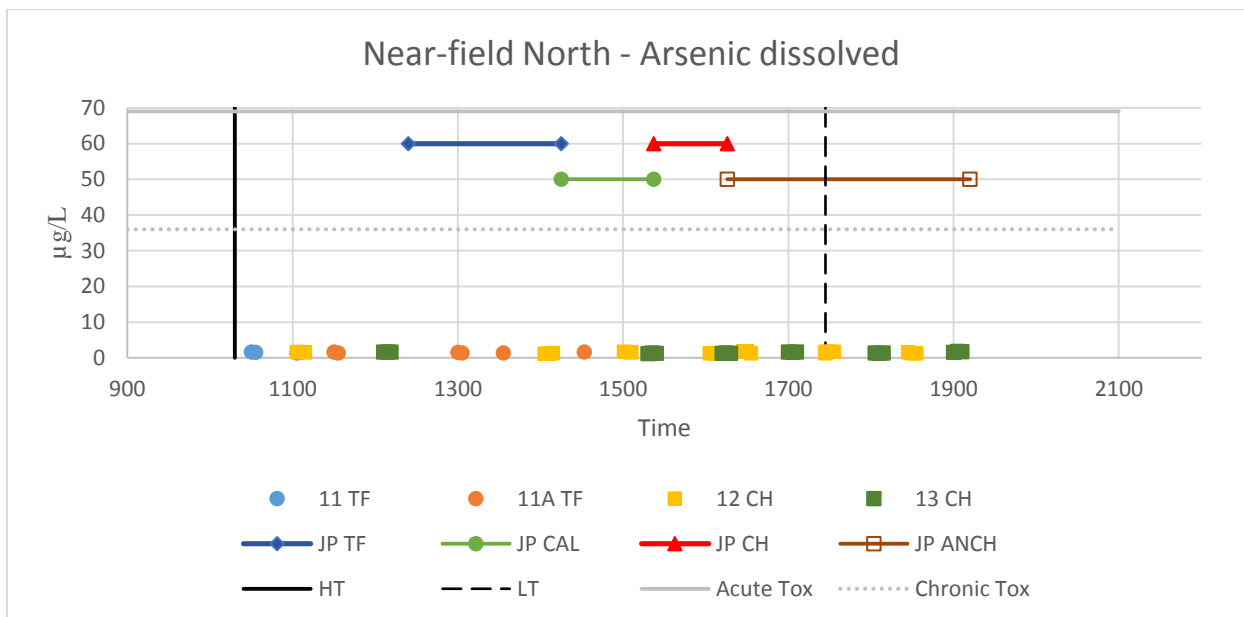 Near-field North - Arsenic dissolved
70
60
50
40
30
20
10
0
µg/L
900 1100 1300 1500 1700 1900 2100
Time
11 TF 11A TF 12 CH 13 CH
JP TF JP CAL JP CH JP ANCH
HT LT Acute Tox Chronic Tox